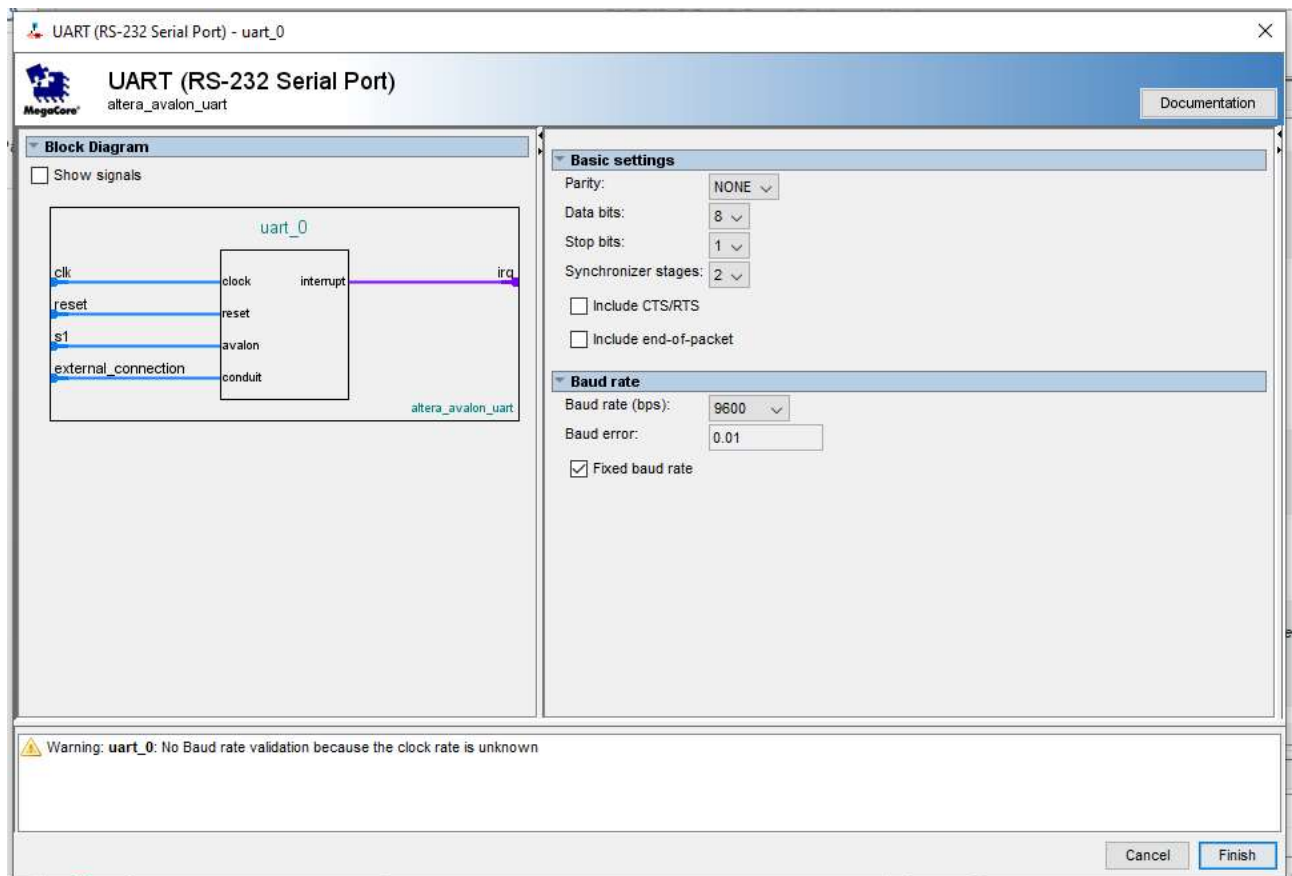 UART (RS-232 Serial Port) - uart_0
MegaCore®
UART (RS-232 Serial Port)
altera_avalon_uart
Documentation
Block Diagram
Show signals
uart_0
clk
clock
interrupt
irq
reset
reset
s1
avalon
external_connection
conduit
altera_avalon_uart
Basic settings
Parity: NONE
Data bits: 8
Stop bits: 1
Synchronizer stages: 2
Include CTS/RTS
Include end-of-packet
Baud rate
Baud rate (bps): 9600
Baud error: 0.01
Fixed baud rate
Warning: uart_0: No Baud rate validation because the clock rate is unknown
Cancel
Finish